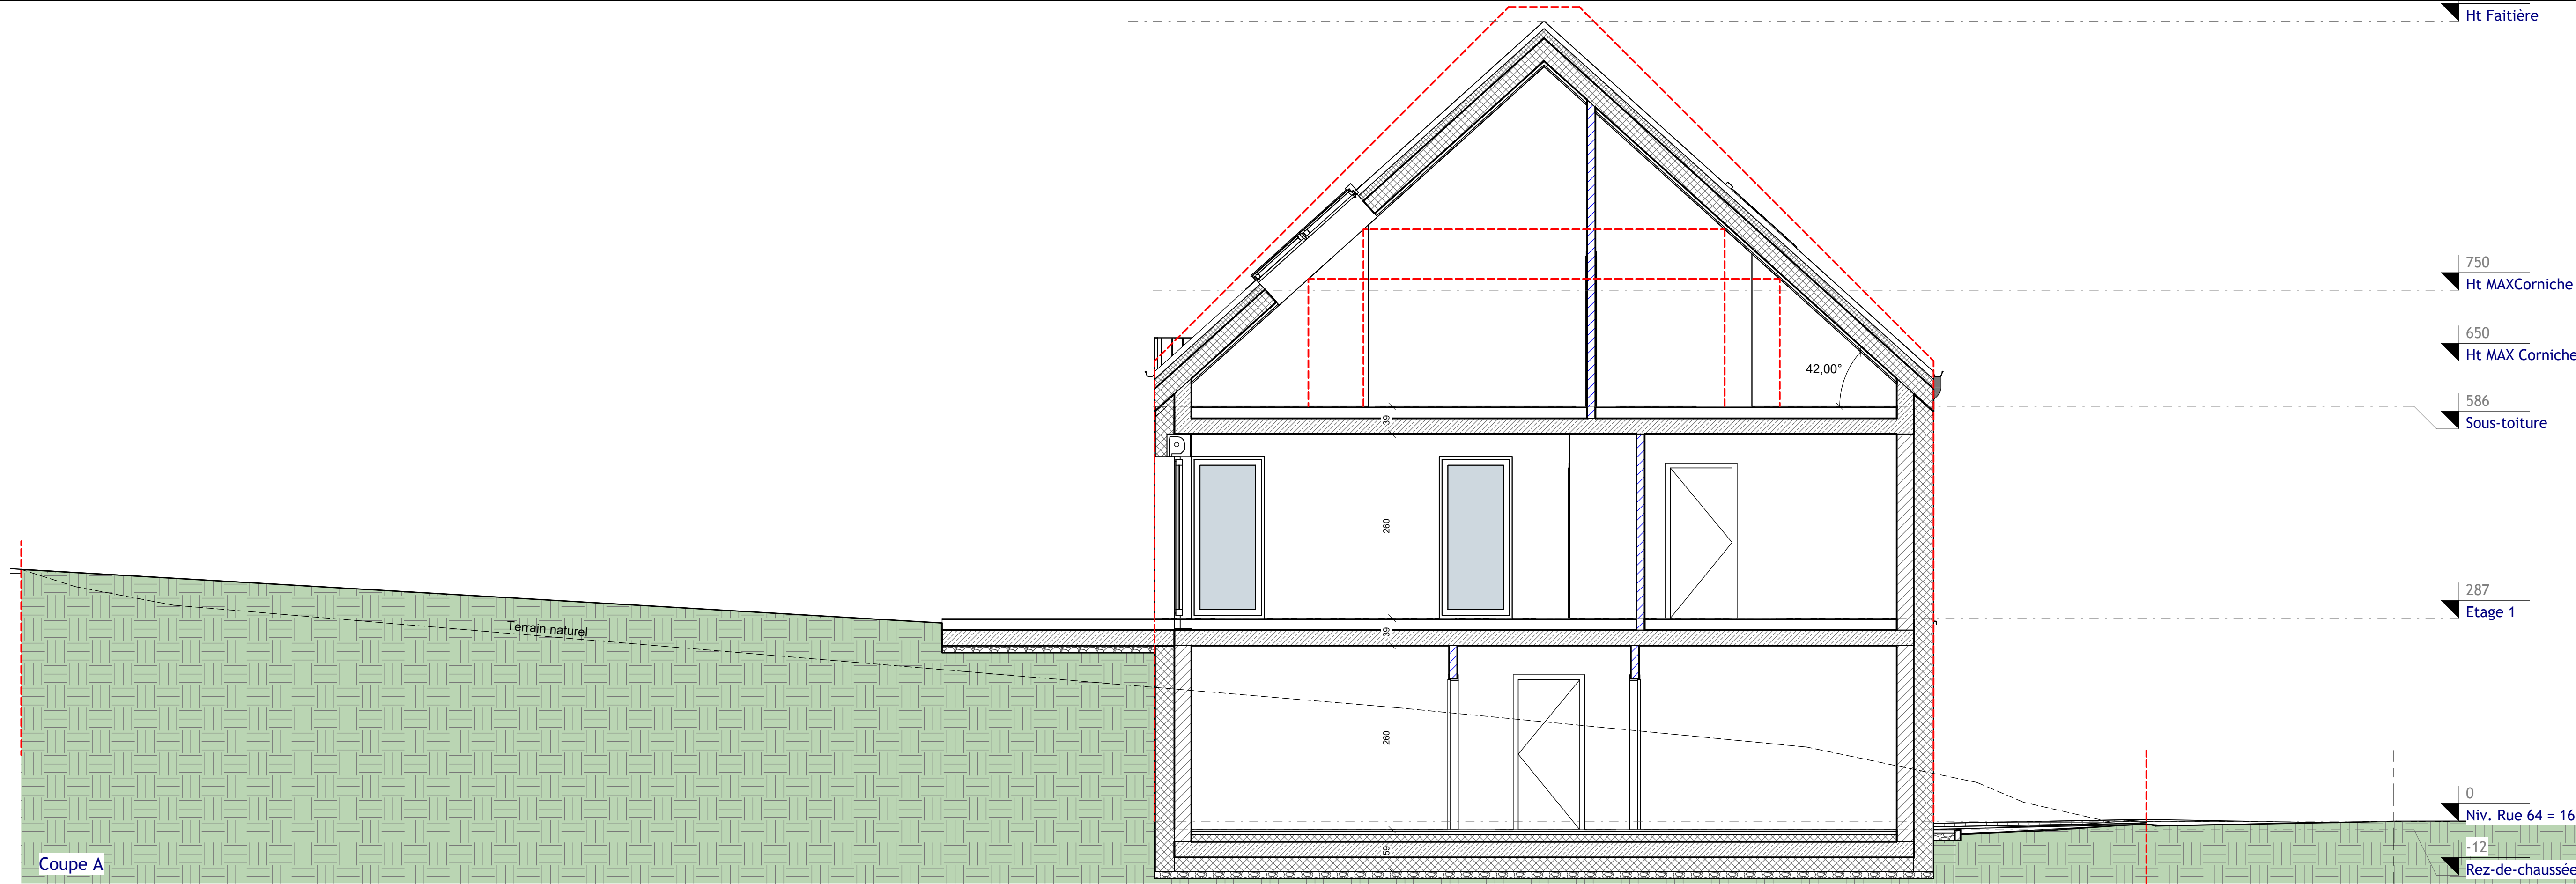 Ht Faitière
750
Ht MAXCorniche
650
Ht MAX Corniche
42,00°
586
Sous-toiture
39
260
287
Etage 1
Terrain naturel
39
260
0
Niv. Rue 64 = 16
-12
Rez-de-chaussée
59
Coupe A